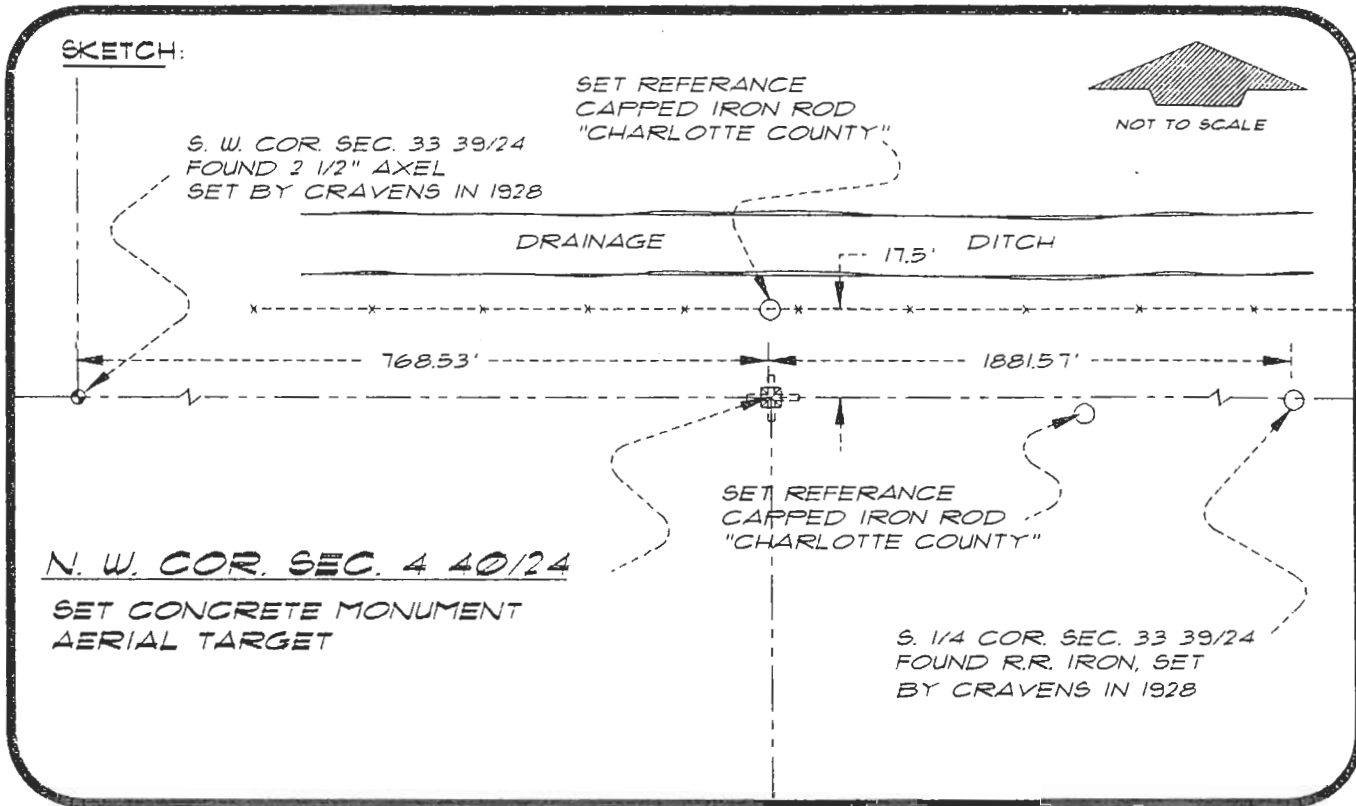 SKETCH:
SET REFERANCE
CAPPED IRON ROD
"CHARLOTTE COUNTY"
NOT TO SCALE
S. W. COR. SEC. 33 39/24
FOUND 2 1/2" AXEL
SET BY CRAVENS IN 1928
DRAINAGE DITCH
17.5'
768.53'
1881.57'
SET REFERANCE
CAPPED IRON ROD
"CHARLOTTE COUNTY"
N. W. COR. SEC. 4 40/24
SET CONCRETE MONUMENT
AERIAL TARGET
S. 1/4 COR. SEC. 33 39/24
FOUND R.R. IRON, SET
BY CRAVENS IN 1928